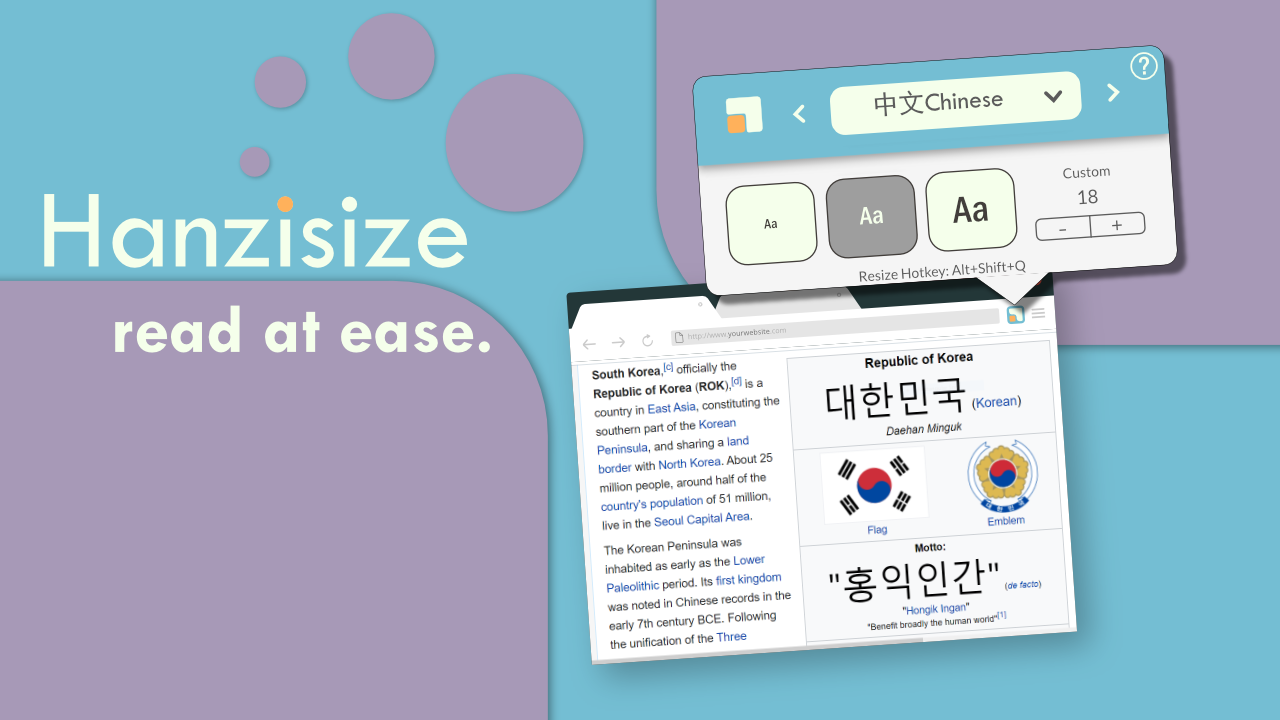 Hanzisize
read at ease.
?
中文Chinese
Aa
Aa
Aa
Custom
18
- +
Resize Hotkey: Alt+Shift+Q
http://www.yourwebsite.com
South Korea,[c] officially the
Republic of Korea (ROK),[d] is a
country in East Asia, constituting the
southern part of the Korean
Peninsula, and sharing a land
border with North Korea. About 25
million people, around half of the
country's population of 51 million,
live in the Seoul Capital Area.
The Korean Peninsula was
inhabited as early as the Lower
Paleolithic period. Its first kingdom
was noted in Chinese records in the
early 7th century BCE. Following
the unification of the Three
Republic of Korea
대한민국 (Korean)
Daehan Minguk
Flag
Emblem
Motto:
"홍익인간" (de facto)
"Hongik Ingan"
"Benefit broadly the human world"[1]